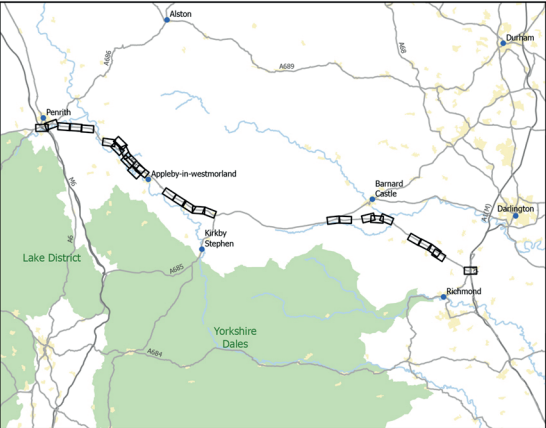 Alston
Durham
A686
A68
A689
Penrith
Appleby-in-westmorland
Barnard
Castle
M6
A6
A1(M)
Darlington
Kirkby
Stephen
Lake District
A685
Richmond
Yorkshire
Dales
A684